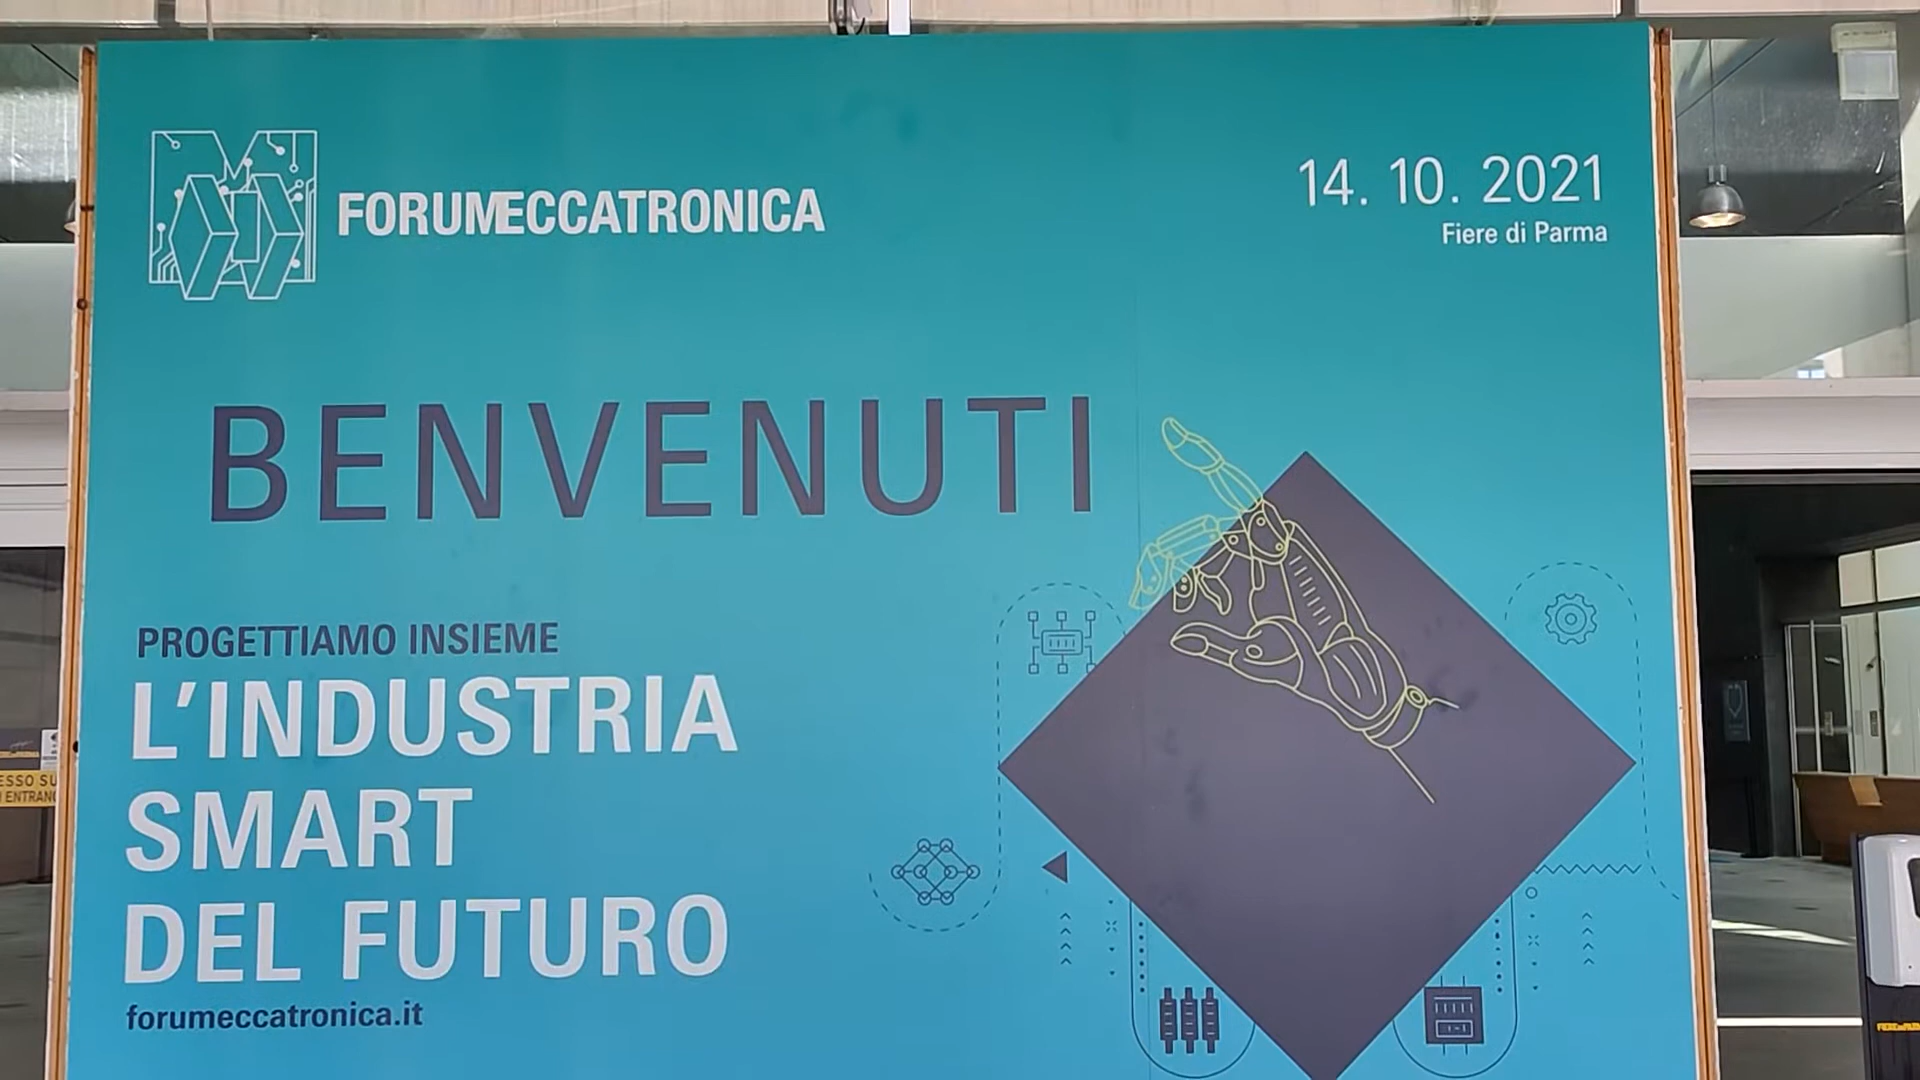 FORUMECCATRONICA
14. 10. 2021
Fiere di Parma
BENVENUTI
PROGETTIAMO INSIEME
L'INDUSTRIA
SMART
DEL FUTURO
forumeccatronica.it